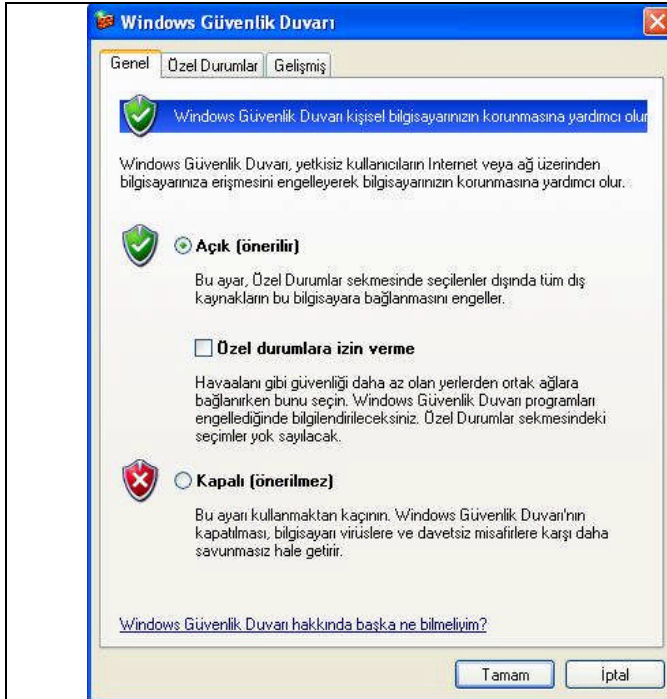 Windows Güvenlik Duvarı
Genel
Özel Durumlar
Gelişmiş
Windows Güvenlik Duvarı kişisel bilgisayarınızın korunmasına yardımcı olur
Windows Güvenlik Duvarı, yetkisiz kullanıcıların Internet veya ağ üzerinden
bilgisayarınıza erişmesini engelleyerek bilgisayarınızın korunmasına yardımcı olur.
Açık (önerilir)
Bu ayar, Özel Durumlar sekmesinde seçilenler dışında tüm dış
kaynakların bu bilgisayara bağlanmasını engeller.
Özel durumlara izin verme
Havaalanı gibi güvenliği daha az olan yerlerden ortak ağlara
bağlanırken bunu seçin. Windows Güvenlik Duvarı programları
engellediğinde bilgilendirileceksiniz. Özel Durumlar sekmesindeki
seçimler yok sayılacak.
Kapalı (önerilmez)
Bu ayarı kullanmaktan kaçının. Windows Güvenlik Duvarı'nın
kapatılması, bilgisayarı virüslere ve davetsiz misafirlere karşı daha
savunmasız hale getirir.
Windows Güvenlik Duvarı hakkında başka ne bilmeliyim?
Tamam
İptal